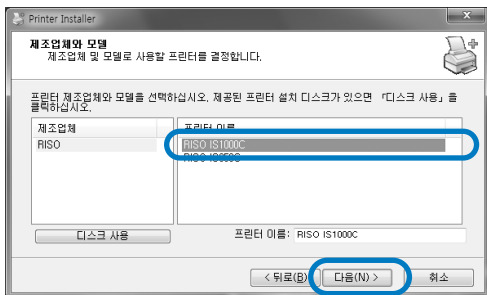 Printer Installer
제조업체와 모델
제조업체 및 모델로 사용할 프린터를 결정합니다.
프린터 제조업체와 모델을 선택하십시오. 제공된 프린터 설치 디스크가 있으면 「디스크 사용」을
클릭하십시오.
제조업체
프린터 이름
RISO
RISO IS1000C
RISO IS950C
디스크 사용
프린터 이름: RISO IS1000C
< 뒤로(B)
다음(N) >
취소